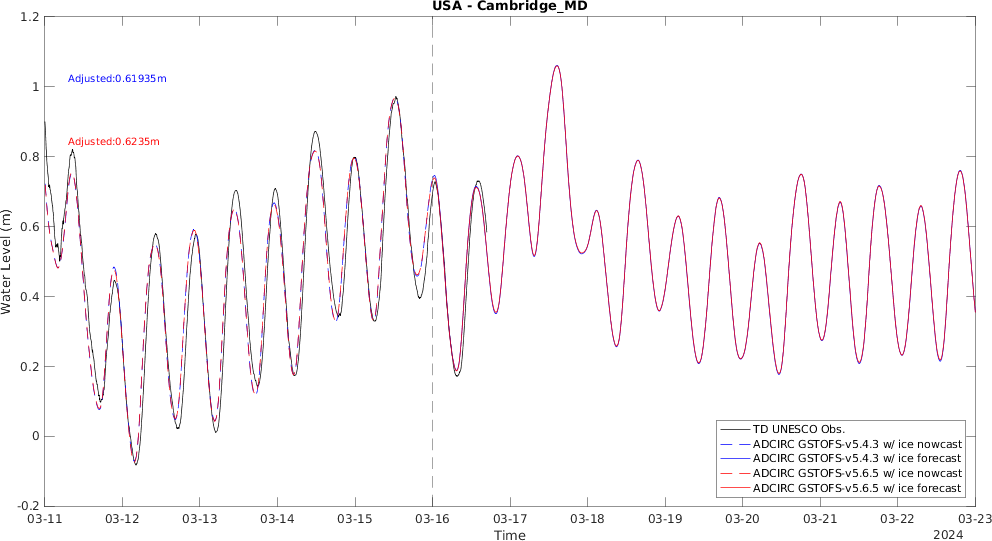 USA - Cambridge_MD
1.2
1
0.8
0.6
0.4
0.2
0
-0.2
Water Level (m)
Adjusted:0.61935m
Adjusted:0.6235m
TD UNESCO Obs.
ADCIRC GSTOFS-v5.4.3 w/ ice nowcast
ADCIRC GSTOFS-v5.4.3 w/ ice forecast
ADCIRC GSTOFS-v5.6.5 w/ ice nowcast
ADCIRC GSTOFS-v5.6.5 w/ ice forecast
03-11 03-12 03-13 03-14 03-15 03-16 03-17 03-18 03-19 03-20 03-21 03-22 03-23
Time
2024